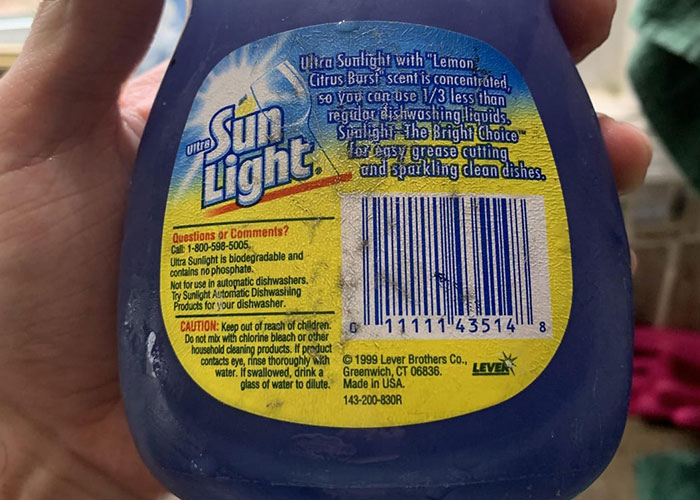 Ultra Sunlight with "Lemon
Citrus Burst" scent is concentrated,
so you can use 1/3 less than
regular dishwashing liquids.
Sunlight-The Bright Choice™
for easy grease cutting
and sparkling clean dishes.
Ultra
Sun
Light®
Questions or Comments?
Call: 1-800-598-5005.
Ultra Sunlight is biodegradable and
contains no phosphate.
Not for use in automatic dishwashers.
Try Sunlight Automatic Dishwashing
Products for your dishwasher.
CAUTION: Keep out of reach of children.
Do not mix with chlorine bleach or other
household cleaning products. If product
contacts eye, rinse thoroughly with
water. If swallowed, drink a
glass of water to dilute.
0 11111 43514 8
© 1999 Lever Brothers Co.,
Greenwich, CT 06836.
Made in USA.
143-200-830R
LEVER